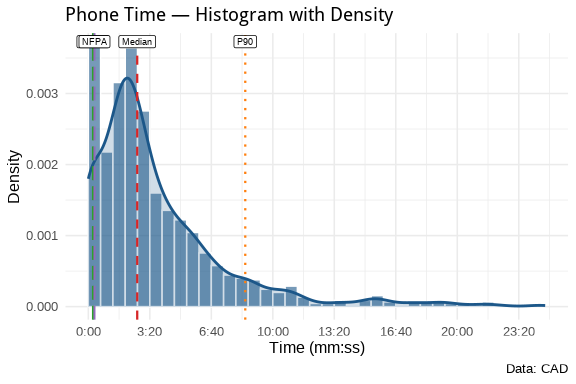 Phone Time — Histogram with Density
NFPA Median P90
0.003
0.002
0.001
0.000
Density
0:00 3:20 6:40 10:00 13:20 16:40 20:00 23:20
Time (mm:ss)
Data: CAD